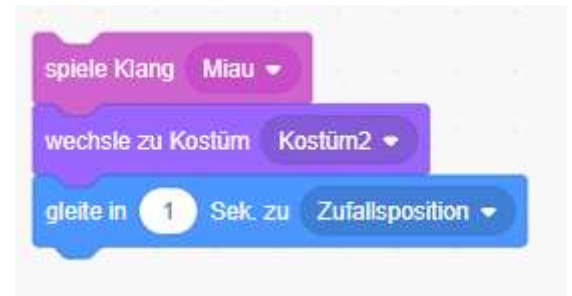 spiele Klang Miau
wechsle zu Kostüm Kostüm2
gleite in 1 Sek. zu Zufallsposition